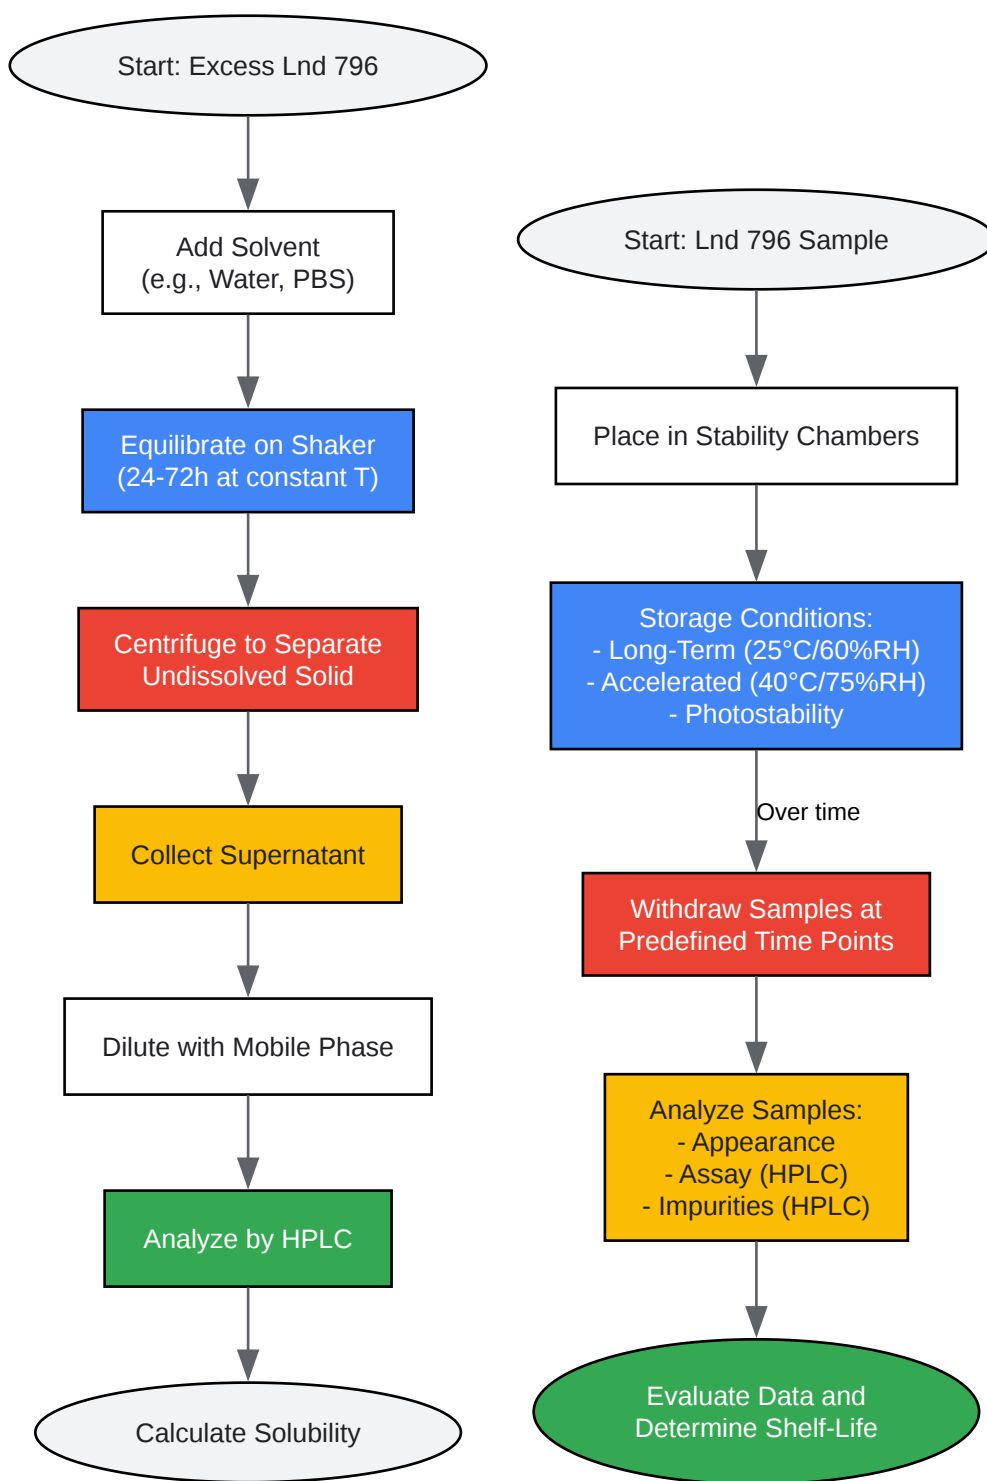 Start: Excess Lnd 796
Add Solvent
(e.g., Water, PBS)
Equilibrate on Shaker
(24-72h at constant T)
Centrifuge to Separate
Undissolved Solid
Collect Supernatant
Dilute with Mobile Phase
Analyze by HPLC
Calculate Solubility
Start: Lnd 796 Sample
Place in Stability Chambers
Storage Conditions:
- Long-Term (25°C/60%RH)
- Accelerated (40°C/75%RH)
- Photostability
Over time
Withdraw Samples at
Predefined Time Points
Analyze Samples:
- Appearance
- Assay (HPLC)
- Impurities (HPLC)
Evaluate Data and
Determine Shelf-Life